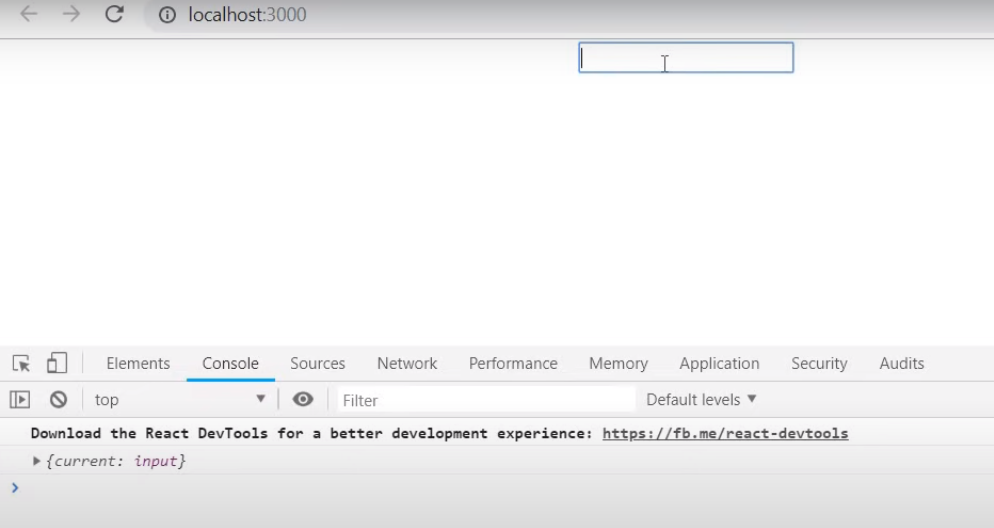 localhost:3000
Elements Console Sources Network Performance Memory Application Security Audits
top Filter Default levels
Download the React DevTools for a better development experience: https://fb.me/react-devtools
{current: input}